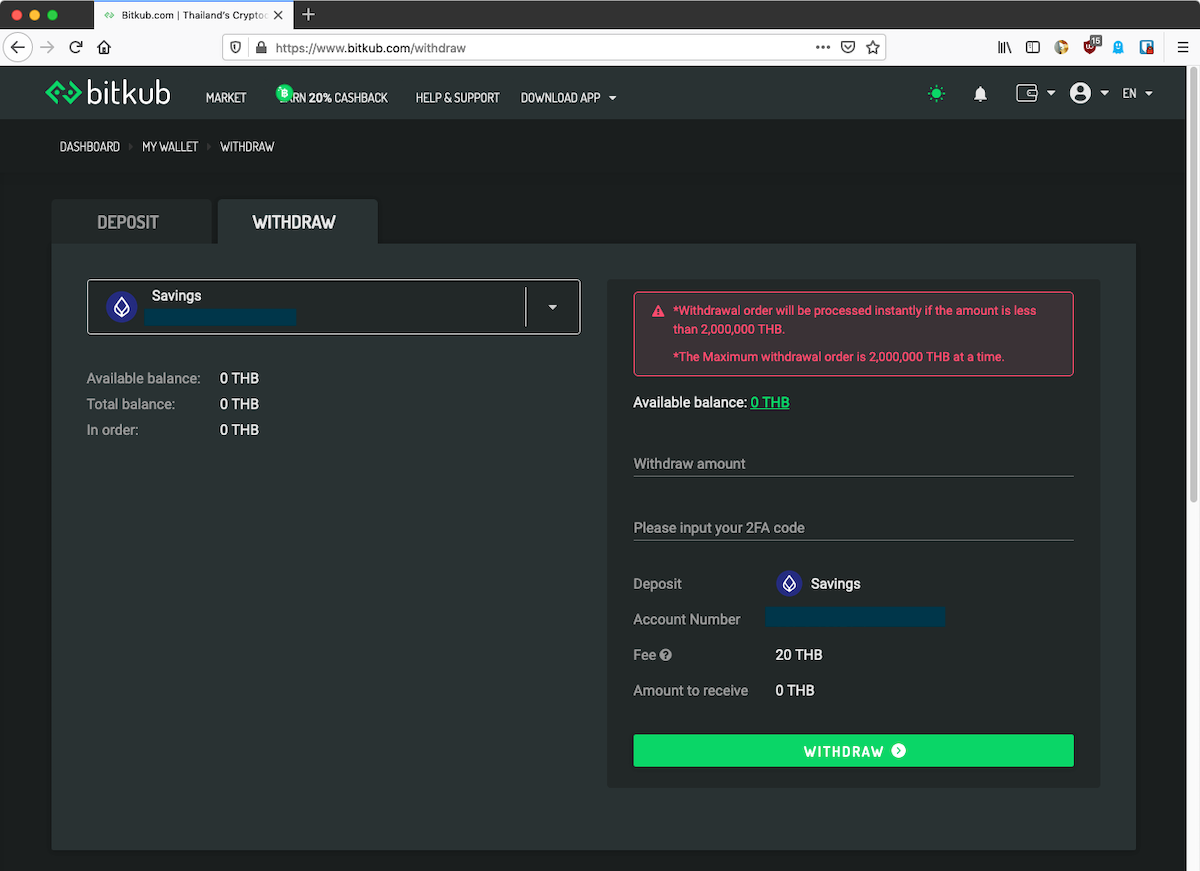 Bitkub.com | Thailand's Cryptoc
https://www.bitkub.com/withdraw
15
bitkub
MARKET
RN 20% CASHBACK
HELP & SUPPORT
DOWNLOAD APP
EN
DASHBOARD
MY WALLET
WITHDRAW
DEPOSIT
WITHDRAW
Savings
Available balance: 0 THB
Total balance: 0 THB
In order: 0 THB
*Withdrawal order will be processed instantly if the amount is less
than 2,000,000 THB.
*The Maximum withdrawal order is 2,000,000 THB at a time.
Available balance: 0 THB
Withdraw amount
Please input your 2FA code
Deposit Savings
Account Number
Fee 20 THB
Amount to receive 0 THB
WITHDRAW